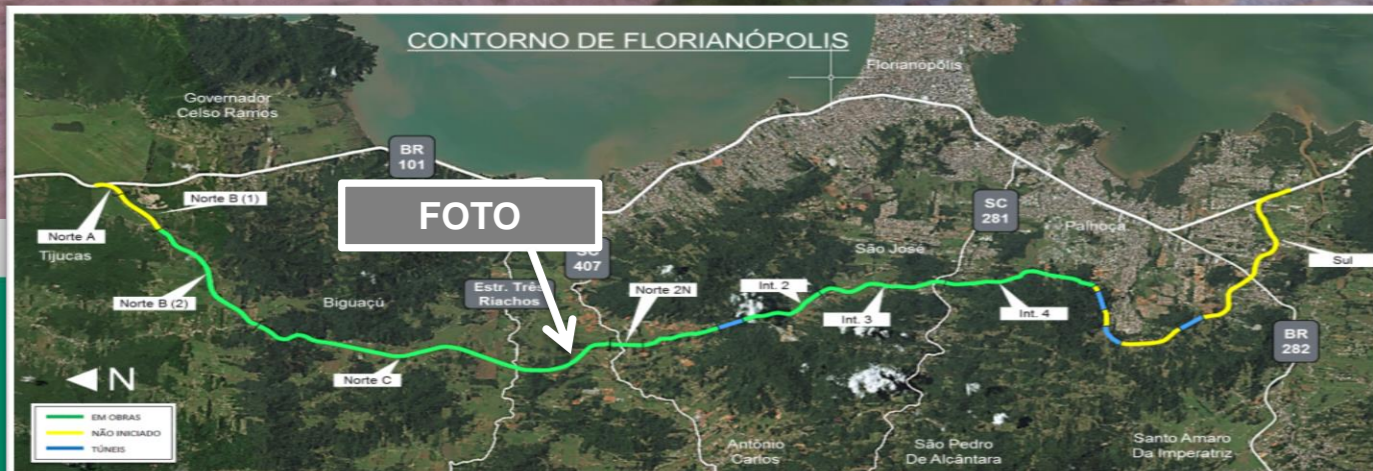 CONTORNO DE FLORIANÓPOLIS
Florianópolis
Governador
Celso Ramos
BR
101
Norte B (1)
FOTO
Norte A
Tijucas
SC
281
Palhoça
São José
SC
407
Sul
Estr. Três
Riachos
Norte 2N
Int. 2
Norte B (2)
Biguaçú
Int. 3
Int. 4
BR
282
N
Norte C
EM OBRAS
NÃO INICIADO
TÚNEIS
Antônio
Carlos
São Pedro
De Alcântara
Santo Amaro
Da Imperatriz